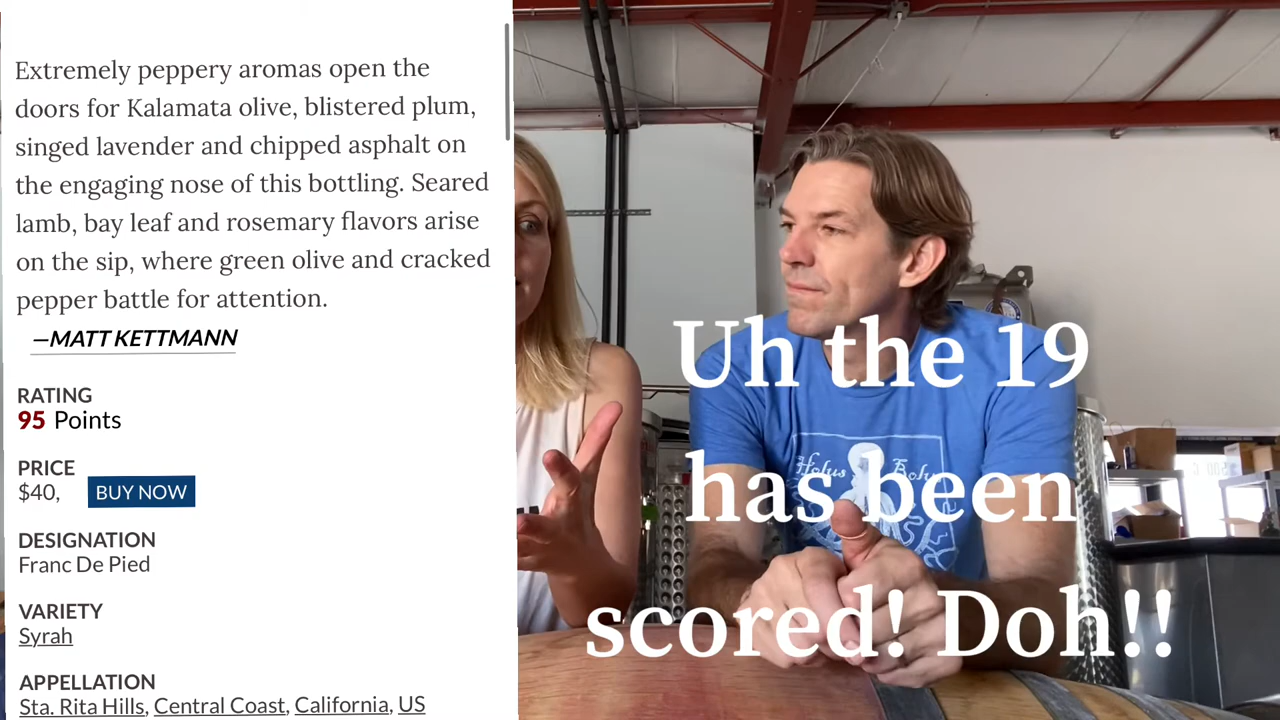 Extremely peppery aromas open the
doors for Kalamata olive, blistered plum,
singed lavender and chipped asphalt on
the engaging nose of this bottling. Seared
lamb, bay leaf and rosemary flavors arise
on the sip, where green olive and cracked
pepper battle for attention.
—MATT KETTMANN
RATING
95 Points
PRICE
$40, BUY NOW
DESIGNATION
Franc De Pied
VARIETY
Syrah
APPELLATION
Sta. Rita Hills, Central Coast, California, US
Uh the 19
has been
scored! Doh!!
Holus Bolus